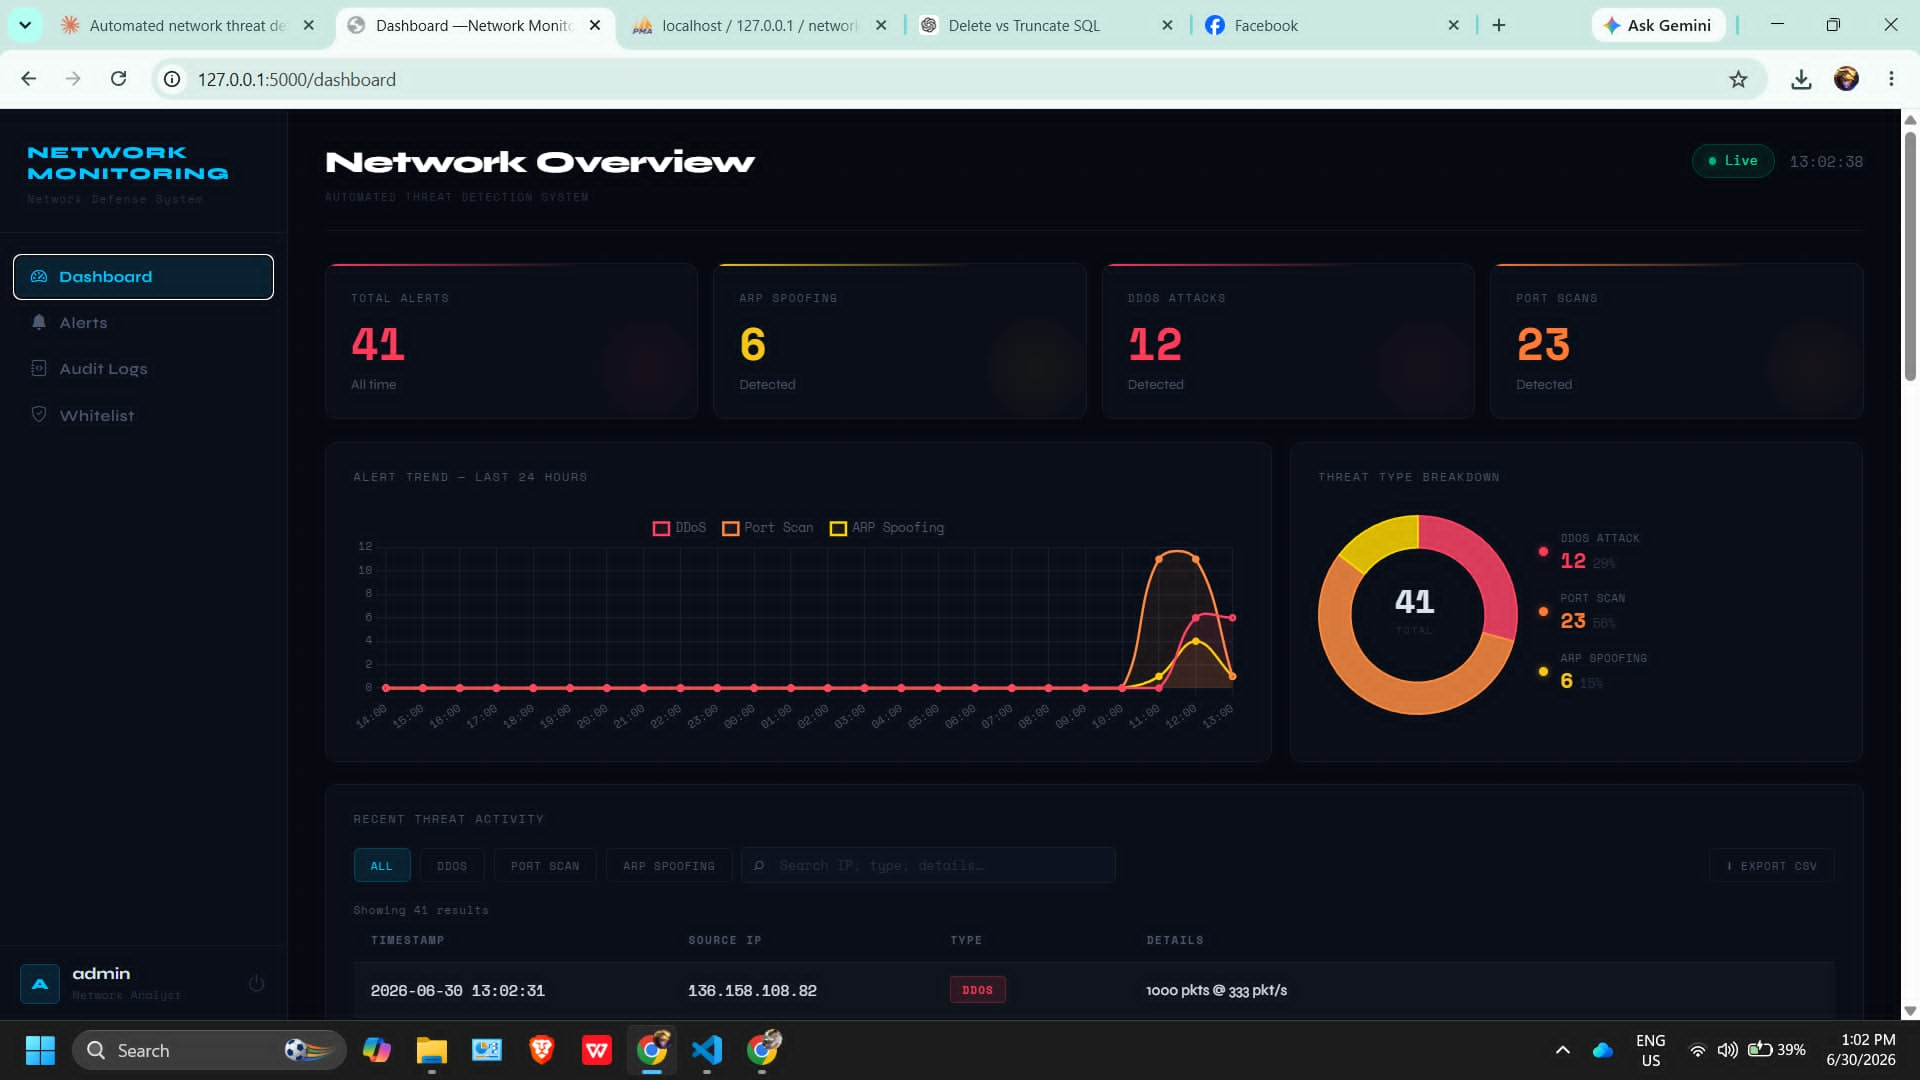 Automated network threat de
Dashboard —Network Monito
localhost / 127.0.0.1 / network
Delete vs Truncate SQL
Facebook
Ask Gemini
127.0.0.1:5000/dashboard
NETWORK
MONITORING
Network Defense System
Dashboard
Alerts
Audit Logs
Whitelist
Network Overview
AUTOMATED THREAT DETECTION SYSTEM
Live
13:02:38
TOTAL ALERTS
41
All time
ARP SPOOFING
6
Detected
DDOS ATTACKS
12
Detected
PORT SCANS
23
Detected
ALERT TREND — LAST 24 HOURS
DDoS Port Scan ARP Spoofing
12
10
8
6
4
2
0
14:00 15:00 16:00 17:00 18:00 19:00 20:00 21:00 22:00 23:00 00:00 01:00 02:00 03:00 04:00 05:00 06:00 07:00 08:00 09:00 10:00 11:00 12:00 13:00
THREAT TYPE BREAKDOWN
41
TOTAL
DDOS ATTACK
12 29%
PORT SCAN
23 56%
ARP SPOOFING
6 15%
RECENT THREAT ACTIVITY
ALL DDOS PORT SCAN ARP SPOOFING Search IP, type, details… EXPORT CSV
Showing 41 results
TIMESTAMP SOURCE IP TYPE DETAILS
2026-06-30 13:02:31 136.158.108.82 DDOS 1000 pkts @ 333 pkt/s
A
admin
Network Analyst
Search
PMA
W
ENG
US
39%
1:02 PM
6/30/2026